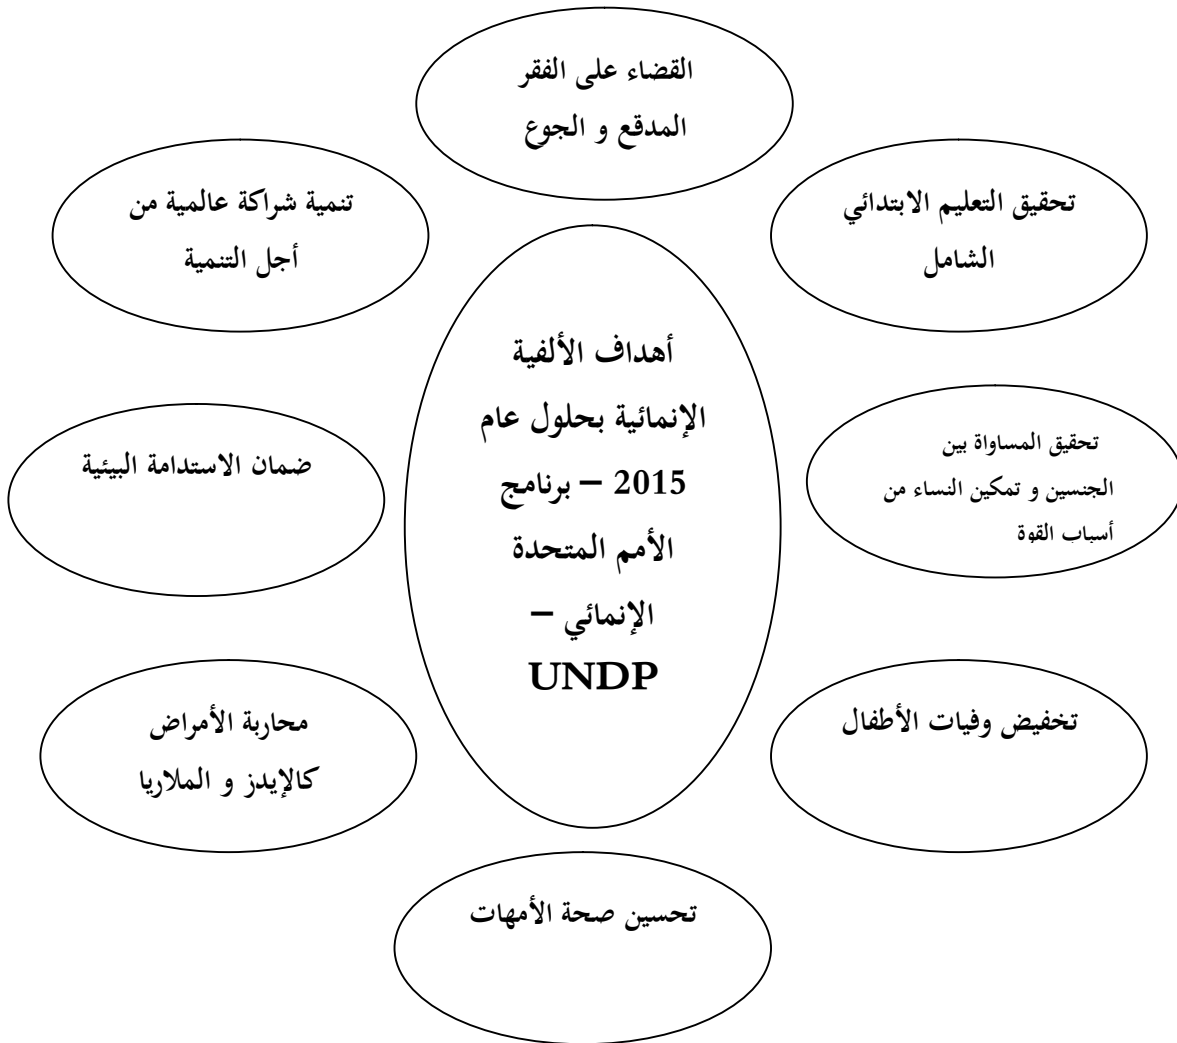 القضاء على الفقر
المدقع و الجوع
تحقيق التعليم الابتدائي
الشامل
تنمية شراكة عالمية من
أجل التنمية
أهداف الألفية
الإنمائية بحلول عام
2015 – برنامج
الأمم المتحدة
الإنمائي –
UNDP
تحقيق المساواة بين
الجنسين و تمكين النساء من
أسباب القوة
ضمان الاستدامة البيئية
تخفيض وفيات الأطفال
محاربة الأمراض
كالإيدز و الملاريا
تحسين صحة الأمهات